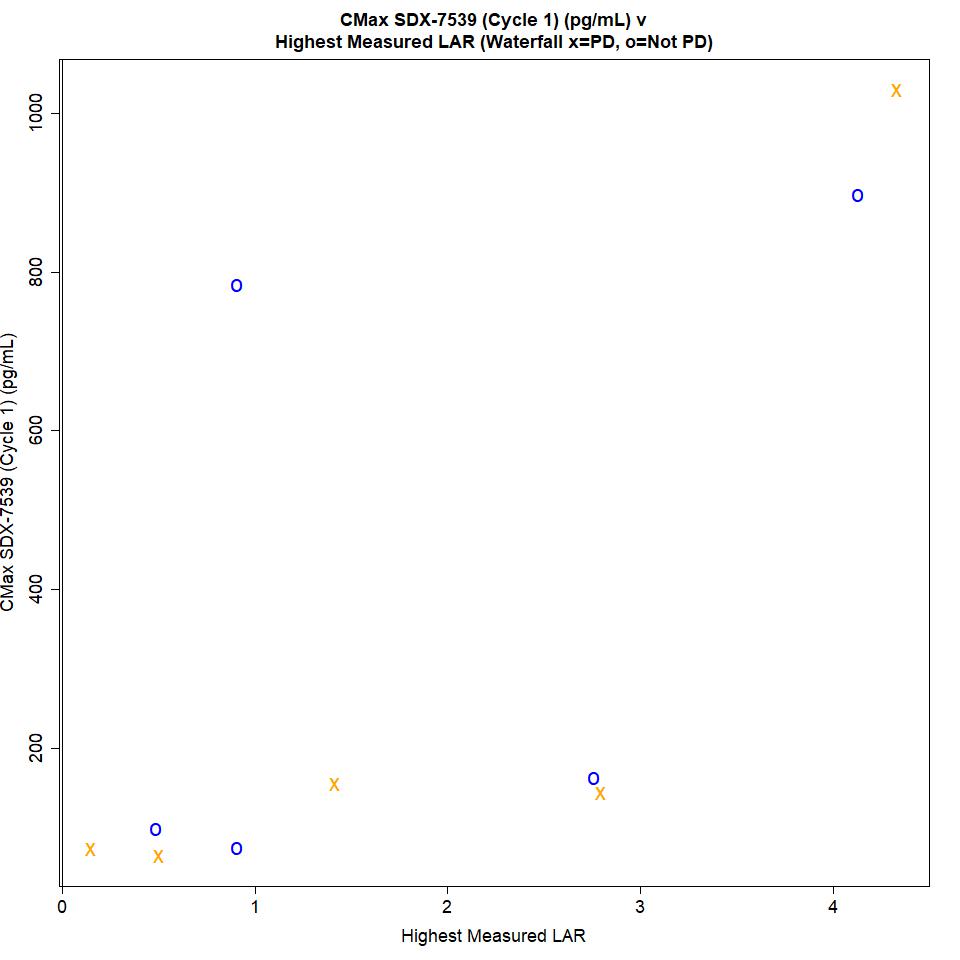 CMax SDX-7539 (Cycle 1) (pg/mL) v
Highest Measured LAR (Waterfall x=PD, o=Not PD)
CMax SDX-7539 (Cycle 1) (pg/mL)
1000
800
600
400
200
x
o
o
x
o
x
o
x
o
x
0
1
2
3
4
Highest Measured LAR